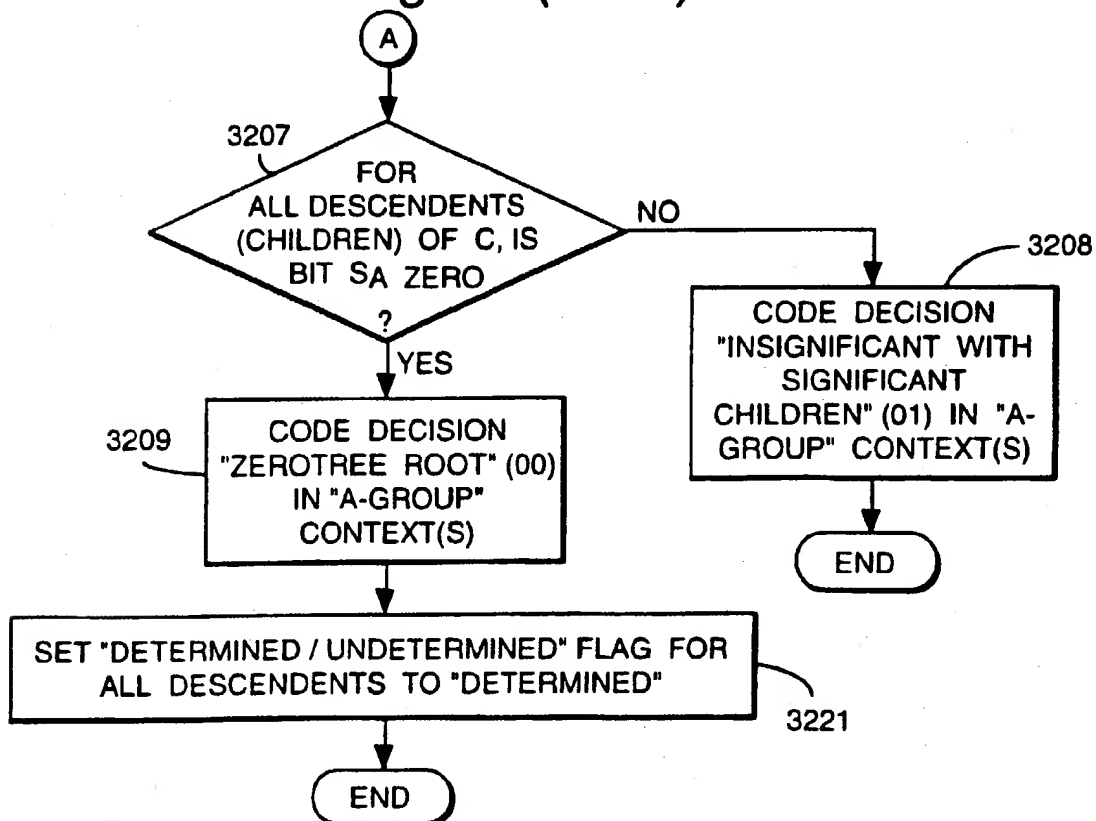 A
3207
FOR
ALL DESCENDENTS
(CHILDREN) OF C, IS
BIT SA ZERO
?
NO
YES
3208
CODE DECISION
"INSIGNIFICANT WITH
SIGNIFICANT
CHILDREN" (01) IN "A-
GROUP" CONTEXT(S)
END
3209
CODE DECISION
"ZEROTREE ROOT" (00)
IN "A-GROUP"
CONTEXT(S)
SET "DETERMINED / UNDETERMINED" FLAG FOR
ALL DESCENDENTS TO "DETERMINED"
3221
END